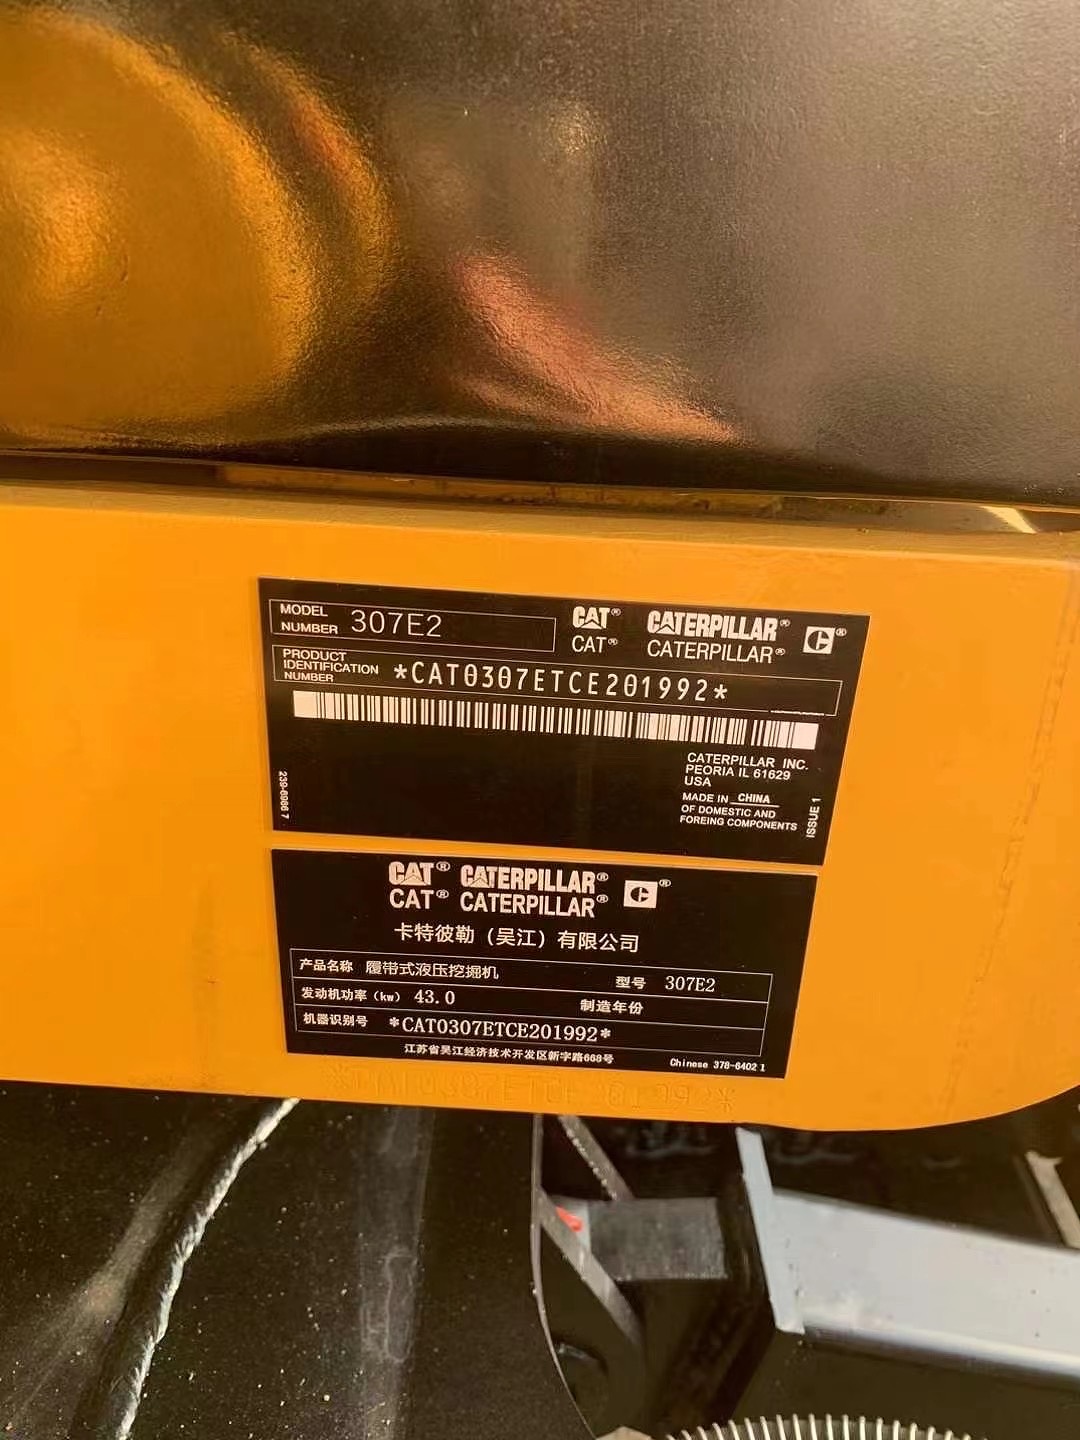 MODEL NUMBER 307E2
CAT® CATERPILLAR® C®
CAT® CATERPILLAR®
PRODUCT IDENTIFICATION NUMBER *CAT0307ETCE201992*
CATERPILLAR INC.
PEORIA IL 61629
USA
MADE IN CHINA
OF DOMESTIC AND
FOREING COMPONENTS
ISSUE 1
239-6966 7
CAT® CATERPILLAR® C®
CAT® CATERPILLAR®
卡特彼勒（吴江）有限公司
产品名称 履带式液压挖掘机 型号 307E2
发动机功率（kw） 43.0 制造年份
机器识别号 *CAT0307ETCE201992*
江苏省吴江经济技术开发区新字路668号
Chinese 378-6402 1